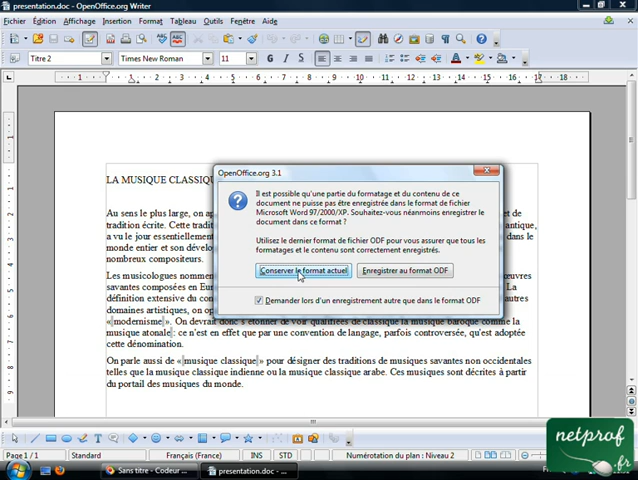 presentation.doc - OpenOffice.org Writer
Fichier Édition Affichage Insertion Format Tableau Outils Fenêtre Aide
Titre 2 Times New Roman 11 G I S
LA MUSIQUE CLASSIQU
OpenOffice.org 3.1
Il est possible qu'une partie du formatage et du contenu de ce
document ne puisse pas être enregistrée dans le format de fichier
Microsoft Word 97/2000/XP. Souhaitez-vous néanmoins enregistrer le
document dans ce format ?
Utilisez le dernier format de fichier ODF pour vous assurer que tous les
formatages et le contenu sont correctement enregistrés.
Conserver le format actuel Enregistrer au format ODF
Demander lors d'un enregistrement autre que dans le format ODF
Au sens le plus large, on ap et de
tradition écrite. Cette traditi antique,
a vu le jour essentiellement dans le
monde entier et son dévelo de
nombreux compositeurs.
Les musicologues nomment œuvres
savantes composées en Eur La
définition extensive du con autres
domaines artistiques, on op
«modernisme». On devrait donc s'étonner de voir qualifiées de classique la musique baroque comme la
musique atonale; ce n'est en effet que par une convention de langage, parfois controversée, qu'est adoptée
cette dénomination.
On parle aussi de «musique classique» pour désigner des traditions de musiques savantes non occidentales
telles que la musique classique indienne ou la musique classique arabe. Ces musiques sont décrites à partir
du portail des musiques du monde.
Page 1 / 1 Standard Français (France) INS STD Numérotation du plan : Niveau 2
Sans titre - Codeur ... presentation.doc - ...
netprof
.fr